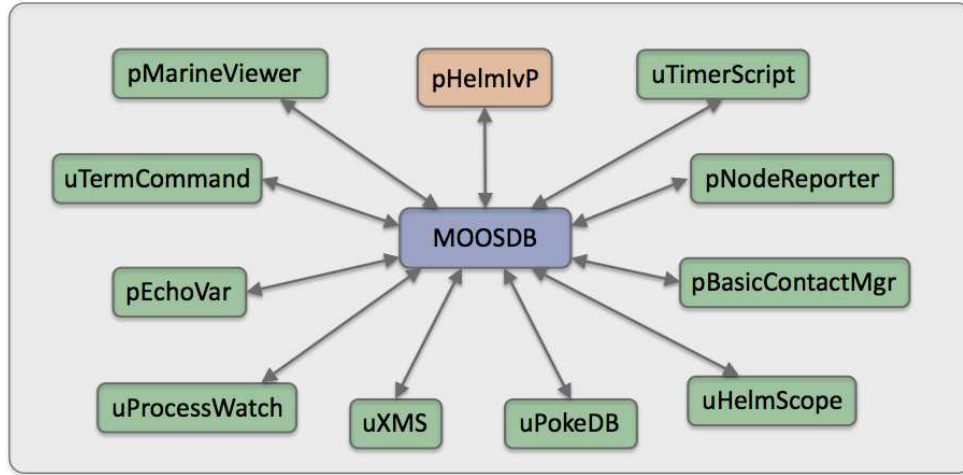 pMarineViewer
pHelmIvP
uTimerScript
uTermCommand
pNodeReporter
MOOSDB
pEchoVar
pBasicContactMgr
uProcessWatch
uXMS
uPokeDB
uHelmScope